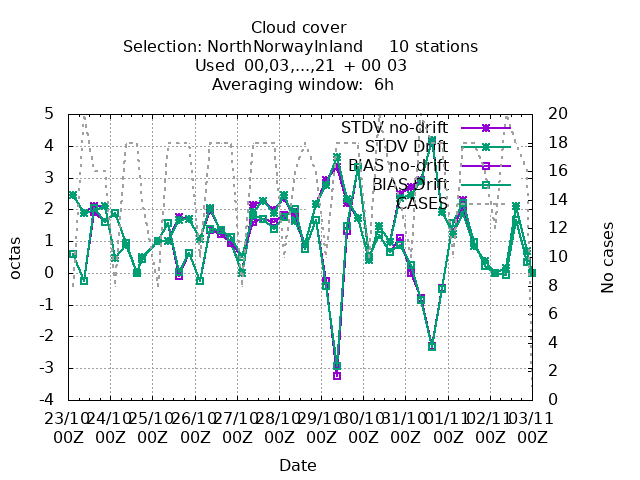 Cloud cover
Selection: NorthNorwayInland 10 stations
Used 00,03,...,21 + 00 03
Averaging window: 6h
5 20
STDV no-drift
4 18
STDV Drift
BIAS no-drift
3 16
BIAS Drift
2 14
CASES
1 12
0 10
-1 8
-2 6
-3 4
-4 2
0
octas
No cases
23/10 24/10 25/10 26/10 27/10 28/10 29/10 30/10 31/10 01/11 02/11 03/11
00Z 00Z 00Z 00Z 00Z 00Z 00Z 00Z 00Z 00Z 00Z 00Z
Date